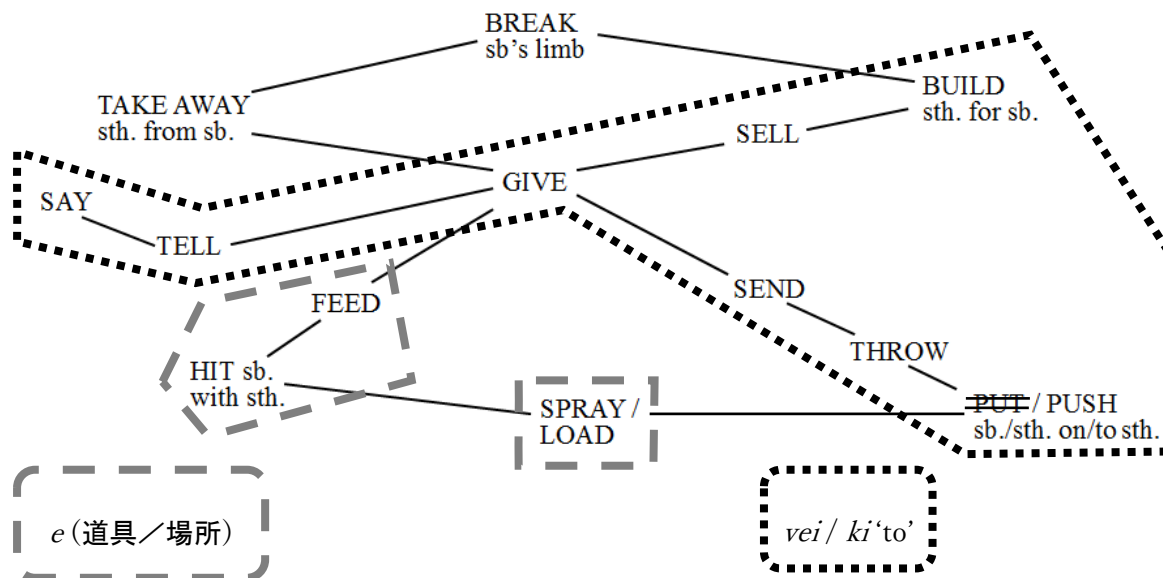 BREAK
sb's limb
TAKE AWAY
sth. from sb.
BUILD
sth. for sb.
SELL
GIVE
SAY
TELL
FEED
SEND
THROW
HIT sb.
with sth.
SPRAY /
LOAD
PUT / PUSH
sb./sth. on/to sth.
e (道具／場所)
vei / ki ‘to’